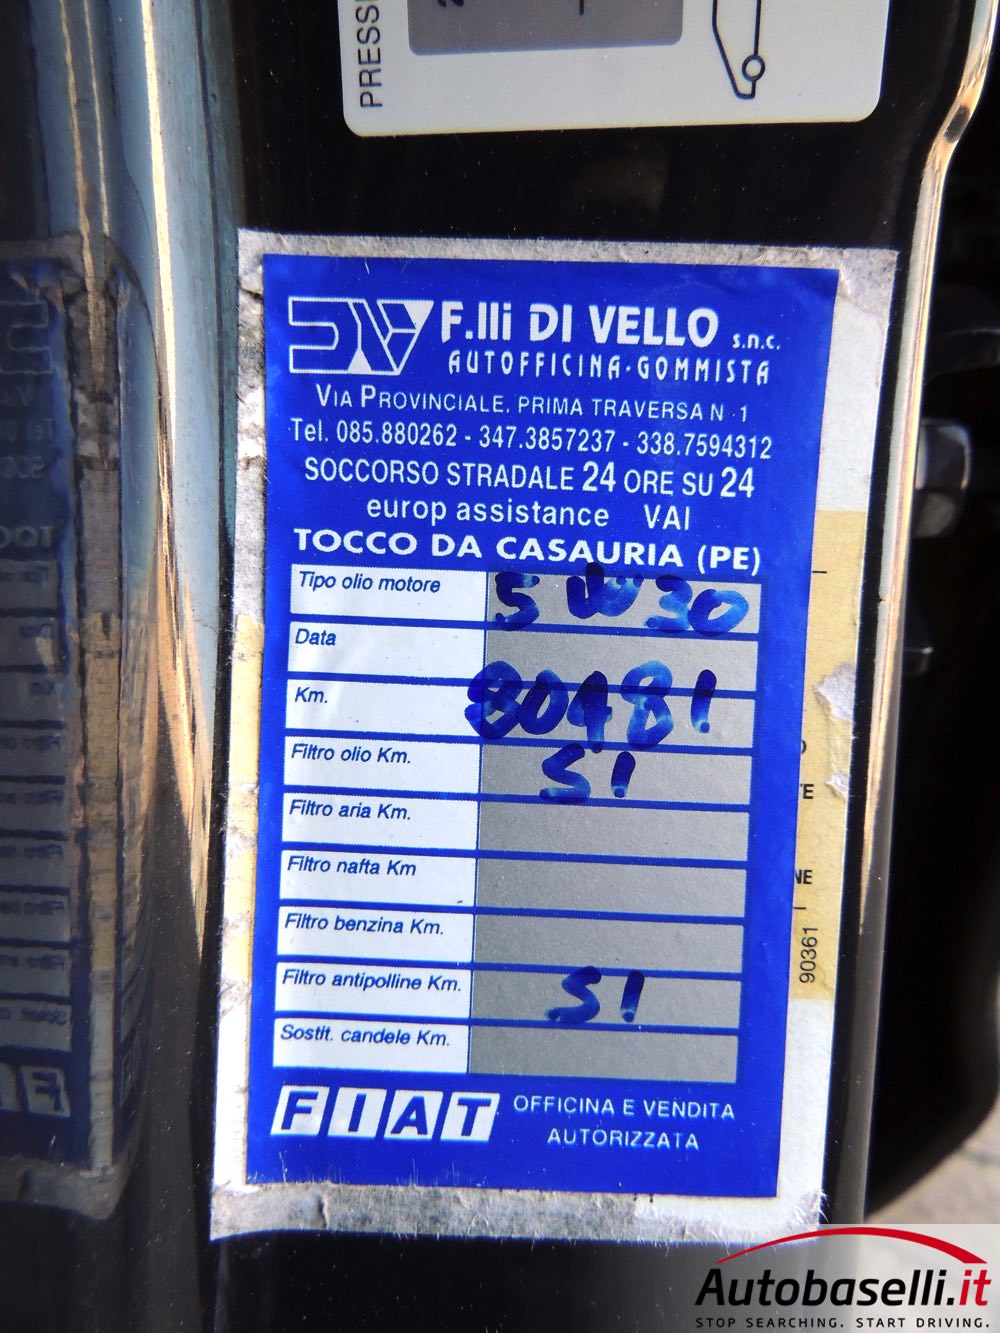 PRESSI
F.lli DI VELLO s.n.c.
AUTOFFICINA-GOMMISTA
VIA PROVINCIALE. PRIMA TRAVERSA N. 1
Tel. 085.880262 - 347.3857237 - 338.7594312
SOCCORSO STRADALE 24 ORE SU 24
europ assistance VAI
TOCCO DA CASAURIA (PE)
Tipo olio motore 5W30
Data
Km. 80481
Filtro olio Km. SI
Filtro aria Km.
Filtro nafta Km
Filtro benzina Km.
Filtro antipolline Km. SI
Sostit. candele Km.
FIAT OFFICINA E VENDITA
AUTORIZZATA
TE
NE
90361
Autobaselli.it
STOP SEARCHING. START DRIVING.